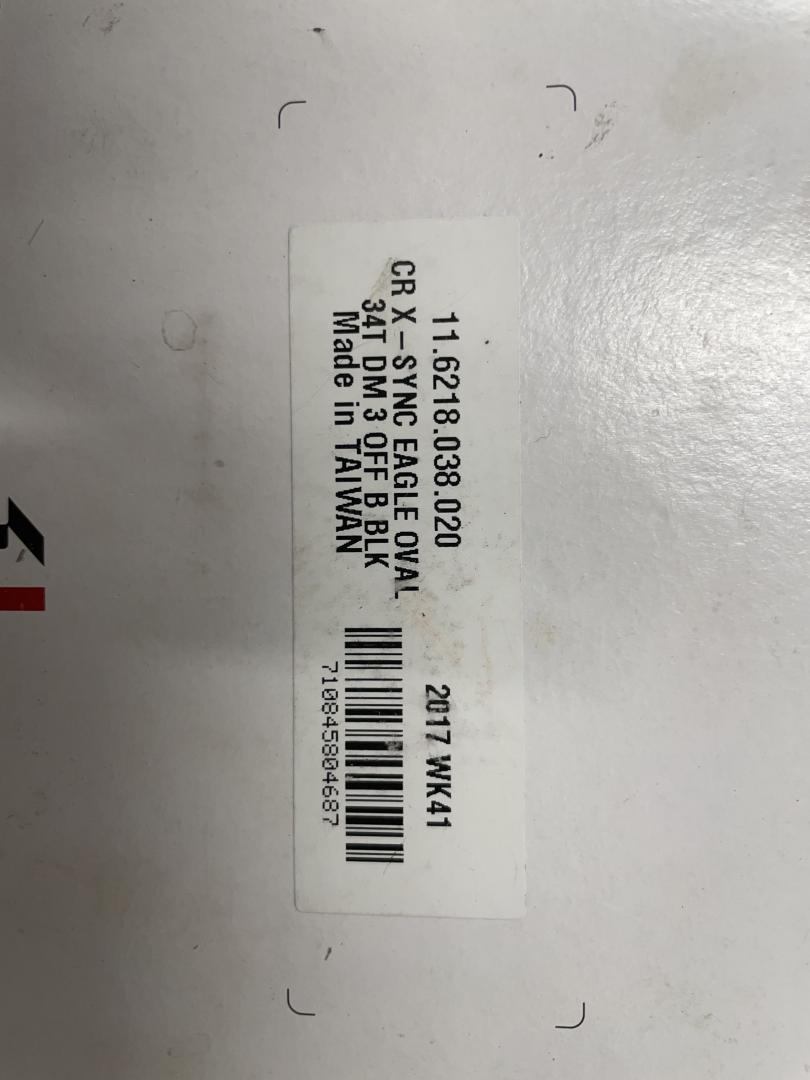 11.6218.038.020
2017 WK41
CR X-SYNC EAGLE OVAL
34T DM 3 OFF B BLK
Made in TAIWAN
710845804687